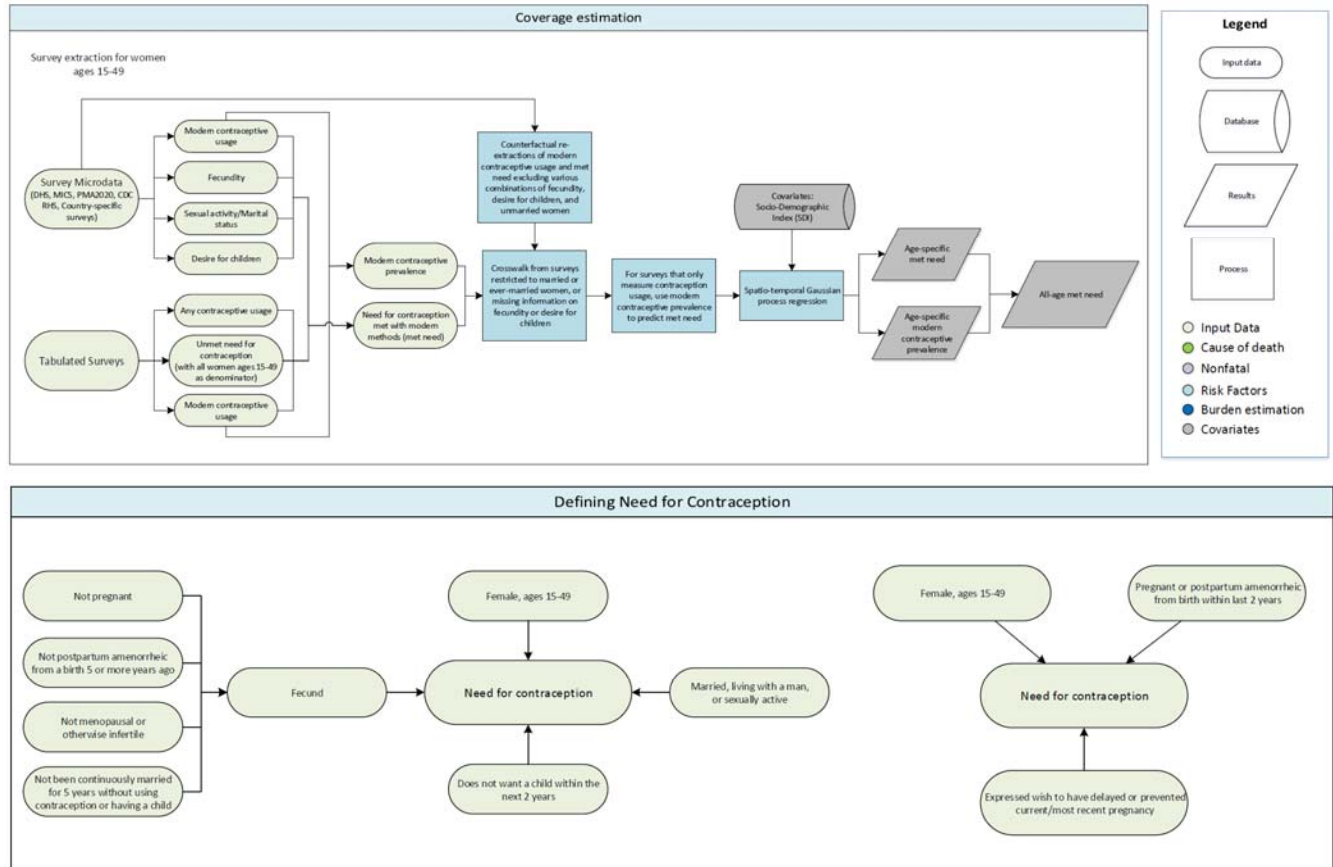 Coverage estimation
Survey extraction for women
ages 15-49
Survey Microdata
(DHS, MICS, PMA2020, CDC
RHS, Country-specific
surveys)
Modern contraceptive
usage
Fecundity
Sexual activity/Marital
status
Desire for children
Tabulated Surveys
Any contraceptive usage
Unmet need for
contraception
(with all women ages 15-49
as denominator)
Modern contraceptive
usage
Modern contraceptive
prevalence
Need for contraception
met with modern
methods (met need)
Counterfactual re-
extractions of modern
contraceptive usage and met
need excluding various
combinations of fecundity,
desire for children, and
unmarried women
Crosswalk from surveys
restricted to married or
ever-married women, or
missing information on
fecundity or desire for
children
For surveys that only
measure contraception
usage, use modern
contraceptive prevalence
to predict met need
Covariates:
Socio-Demographic
Index (SDI)
Spatio-temporal Gaussian
process regression
Age-specific
met need
Age-specific
modern
contraceptive
prevalence
All-age met need
Legend
Input data
Database
Results
Process
Input Data
Cause of death
Nonfatal
Risk Factors
Burden estimation
Covariates
Defining Need for Contraception
Not pregnant
Not postpartum amenorrheic
from a birth 5 or more years ago
Not menopausal or
otherwise infertile
Not been continuously married
for 5 years without using
contraception or having a child
Fecund
Female, ages 15-49
Need for contraception
Does not want a child within the
next 2 years
Married, living with a man,
or sexually active
Female, ages 15-49
Pregnant or postpartum amenorrheic
from birth within last 2 years
Need for contraception
Expressed wish to have delayed or prevented
current/most recent pregnancy